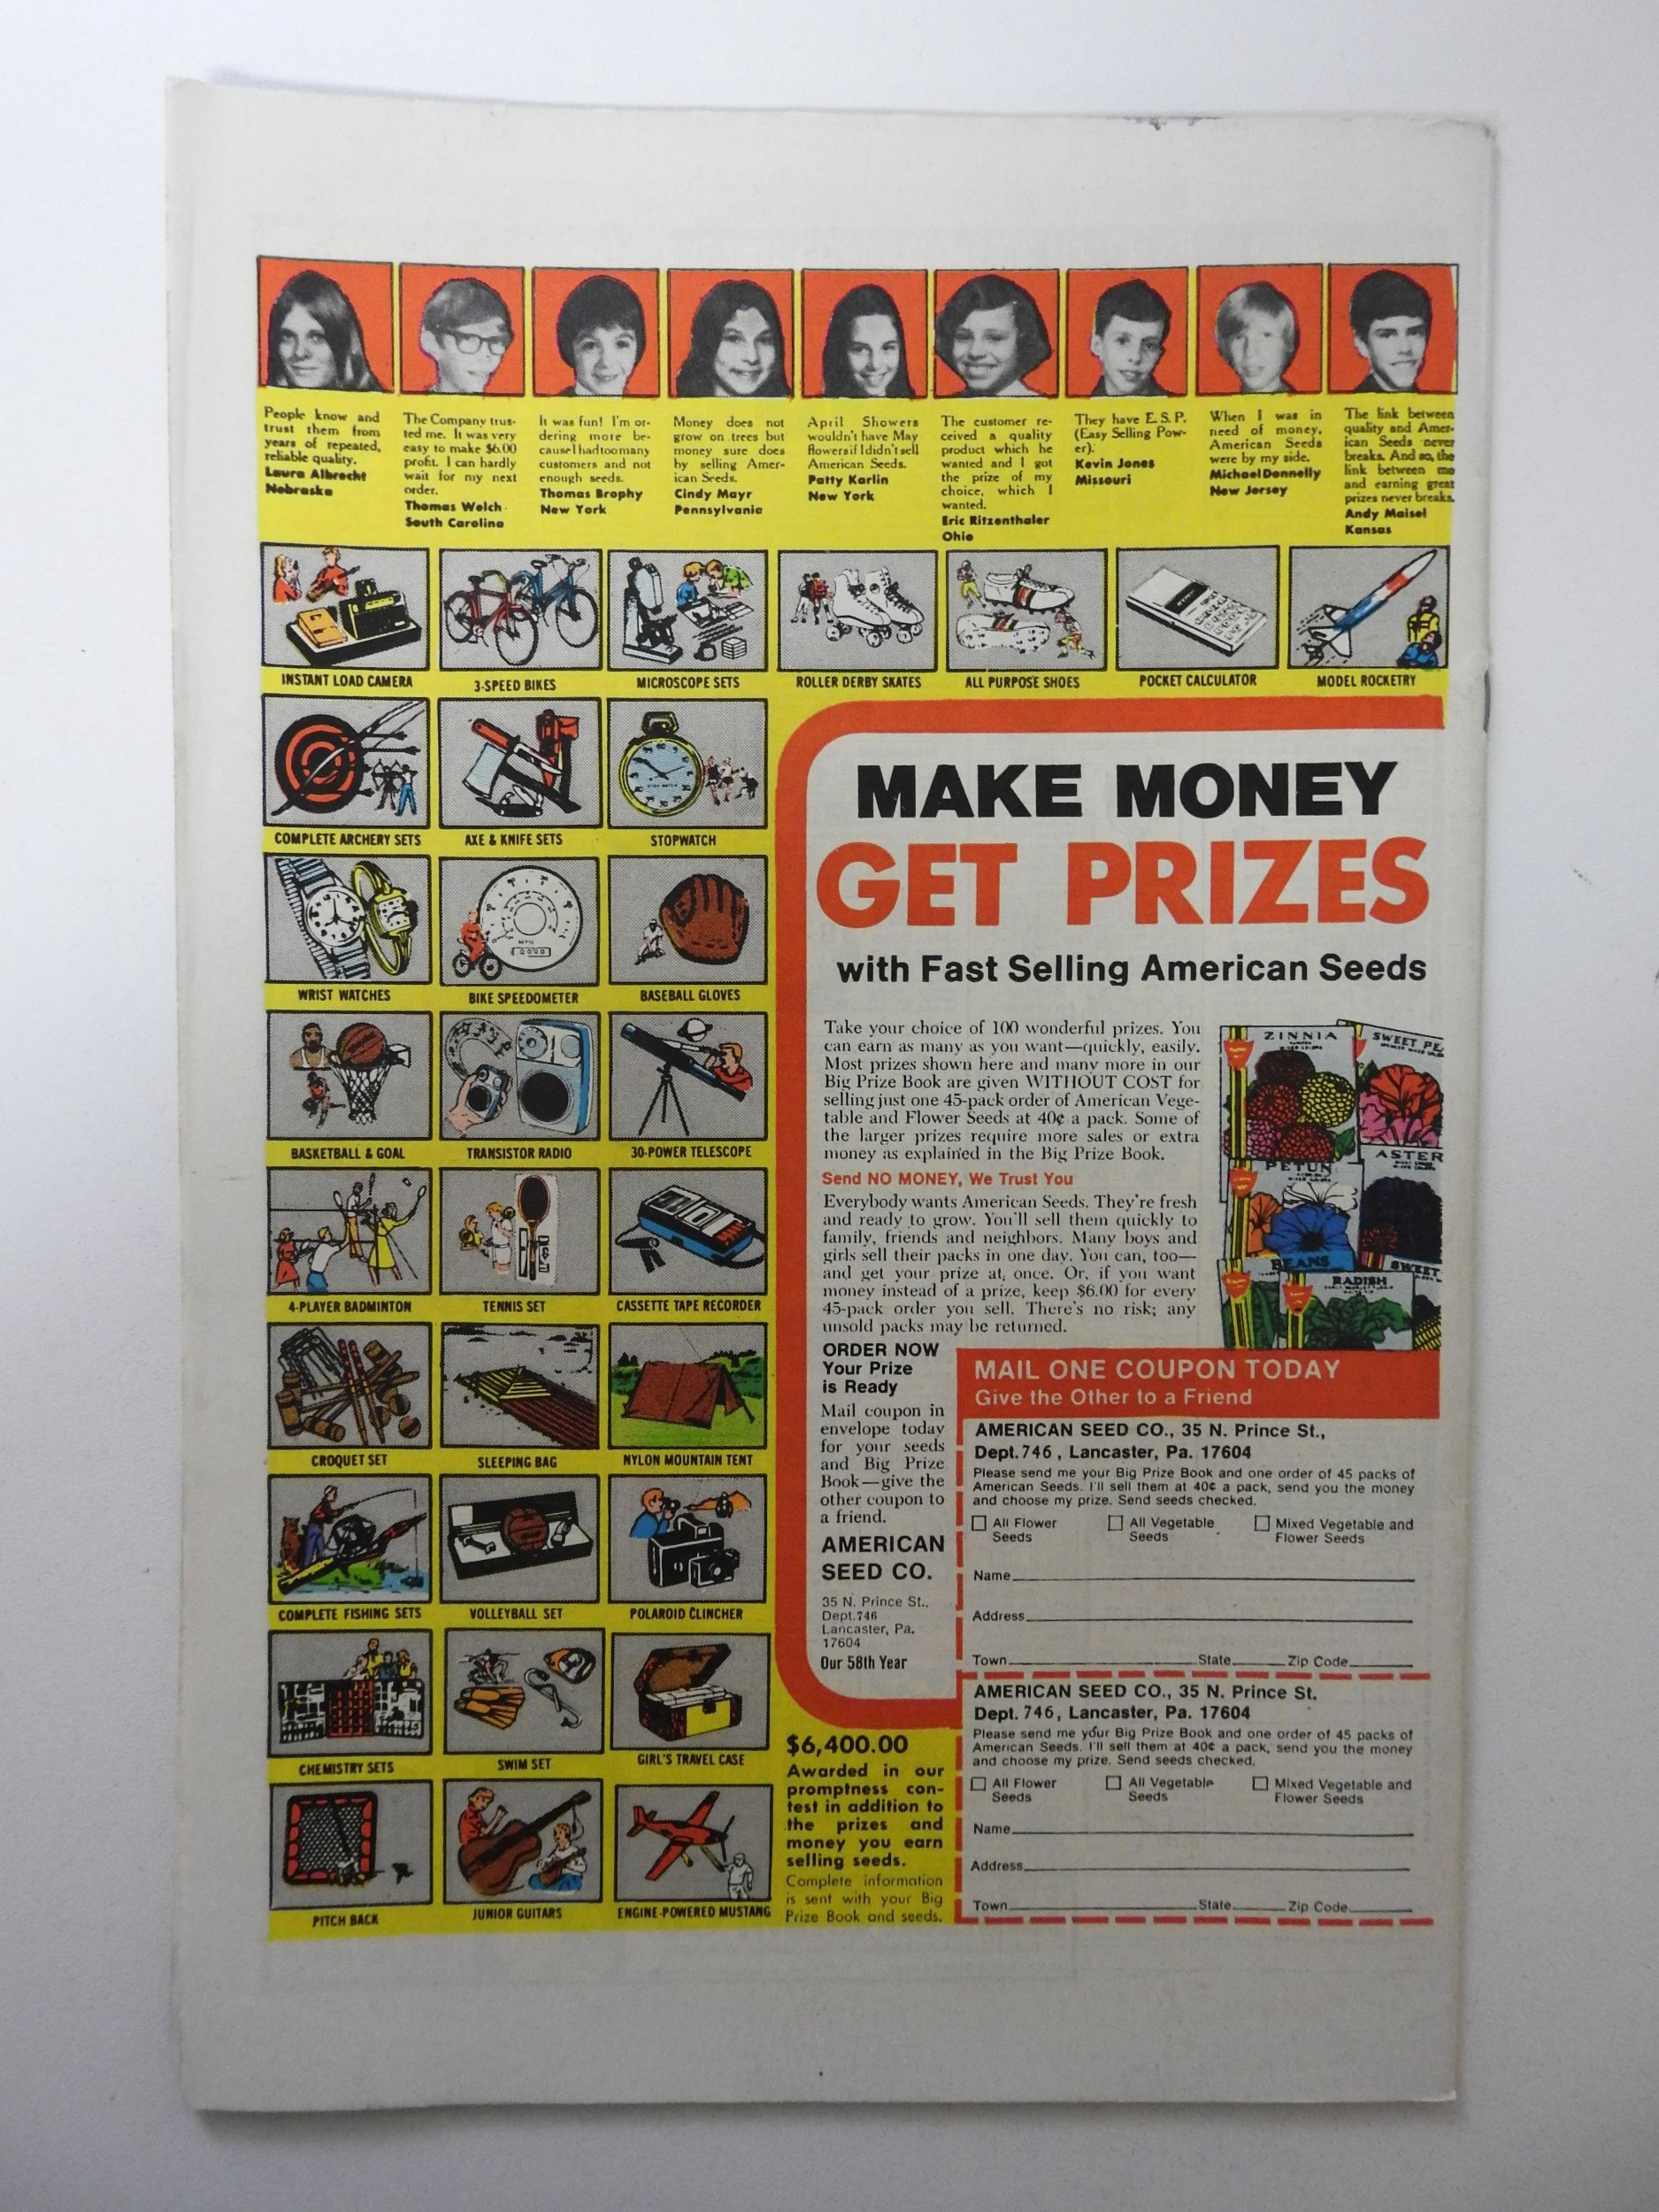 People know and
trust them from
years of repeated,
reliable quality.
Laura Albrecht
Nebraska
The Company trus-
ted me. It was very
easy to make $6.00
profit. I can hardly
wait for my next
order.
Thomas Welch
South Carolina
It was fun! I'm or-
dering more be-
cause I had too many
customers and not
enough seeds.
Thomas Brophy
New York
Money does not
grow on trees but
money sure does
by selling Amer-
ican Seeds.
Cindy Mayr
Pennsylvania
April Showers
wouldn't have May
flowers if I didn't sell
American Seeds.
Patty Karlin
New York
The customer re-
ceived a quality
product which he
wanted and I got
the prize of my
choice, which I
wanted.
Eric Ritzenthaler
Ohio
They have E.S.P.
(Easy Selling Pow-
er).
Kevin Jones
Missouri
When I was in
need of money,
American Seeds
were by my side.
Michael Donnelly
New Jersey
The link between
quality and Amer-
ican Seeds never
breaks. And so, the
link between me
and earning great
prizes never breaks.
Andy Maisel
Kansas
INSTANT LOAD CAMERA
3-SPEED BIKES
MICROSCOPE SETS
ROLLER DERBY SKATES
ALL PURPOSE SHOES
POCKET CALCULATOR
MODEL ROCKETRY
COMPLETE ARCHERY SETS
AXE & KNIFE SETS
STOPWATCH
WRIST WATCHES
BIKE SPEEDOMETER
BASEBALL GLOVES
BASKETBALL & GOAL
TRANSISTOR RADIO
30-POWER TELESCOPE
4-PLAYER BADMINTON
TENNIS SET
CASSETTE TAPE RECORDER
CROQUET SET
SLEEPING BAG
NYLON MOUNTAIN TENT
COMPLETE FISHING SETS
VOLLEYBALL SET
POLAROID CLINCHER
CHEMISTRY SETS
SWIM SET
GIRL'S TRAVEL CASE
PITCH BACK
JUNIOR GUITARS
ENGINE-POWERED MUSTANG
MAKE MONEY
GET PRIZES
with Fast Selling American Seeds
Take your choice of 100 wonderful prizes. You
can earn as many as you want—quickly, easily.
Most prizes shown here and many more in our
Big Prize Book are given WITHOUT COST for
selling just one 45-pack order of American Vege-
table and Flower Seeds at 40¢ a pack. Some of
the larger prizes require more sales or extra
money as explained in the Big Prize Book.
Send NO MONEY, We Trust You
Everybody wants American Seeds. They're fresh
and ready to grow. You'll sell them quickly to
family, friends and neighbors. Many boys and
girls sell their packs in one day. You can, too—
and get your prize at once. Or, if you want
money instead of a prize, keep $6.00 for every
45-pack order you sell. There's no risk; any
unsold packs may be returned.
ZINNIA
SWEET PE
PETUN
ASTER
BEANS
RADISH
SWEET
ORDER NOW
Your Prize
is Ready
Mail coupon in
envelope today
for your seeds
and Big Prize
Book—give the
other coupon to
a friend.
AMERICAN
SEED CO.
35 N. Prince St.,
Dept.746
Lancaster, Pa.
17604
Our 58th Year
MAIL ONE COUPON TODAY
Give the Other to a Friend
AMERICAN SEED CO., 35 N. Prince St.,
Dept.746, Lancaster, Pa. 17604
Please send me your Big Prize Book and one order of 45 packs of
American Seeds. I'll sell them at 40¢ a pack, send you the money
and choose my prize. Send seeds checked.
All Flower Seeds
All Vegetable Seeds
Mixed Vegetable and Flower Seeds
Name
Address
Town State Zip Code
AMERICAN SEED CO., 35 N. Prince St.
Dept. 746, Lancaster, Pa. 17604
Please send me your Big Prize Book and one order of 45 packs of
American Seeds. I'll sell them at 40¢ a pack, send you the money
and choose my prize. Send seeds checked.
All Flower Seeds
All Vegetable Seeds
Mixed Vegetable and Flower Seeds
Name
Address
Town State Zip Code
$6,400.00
Awarded in our
promptness con-
test in addition to
the prizes and
money you earn
selling seeds.
Complete information
is sent with your Big
Prize Book and seeds.